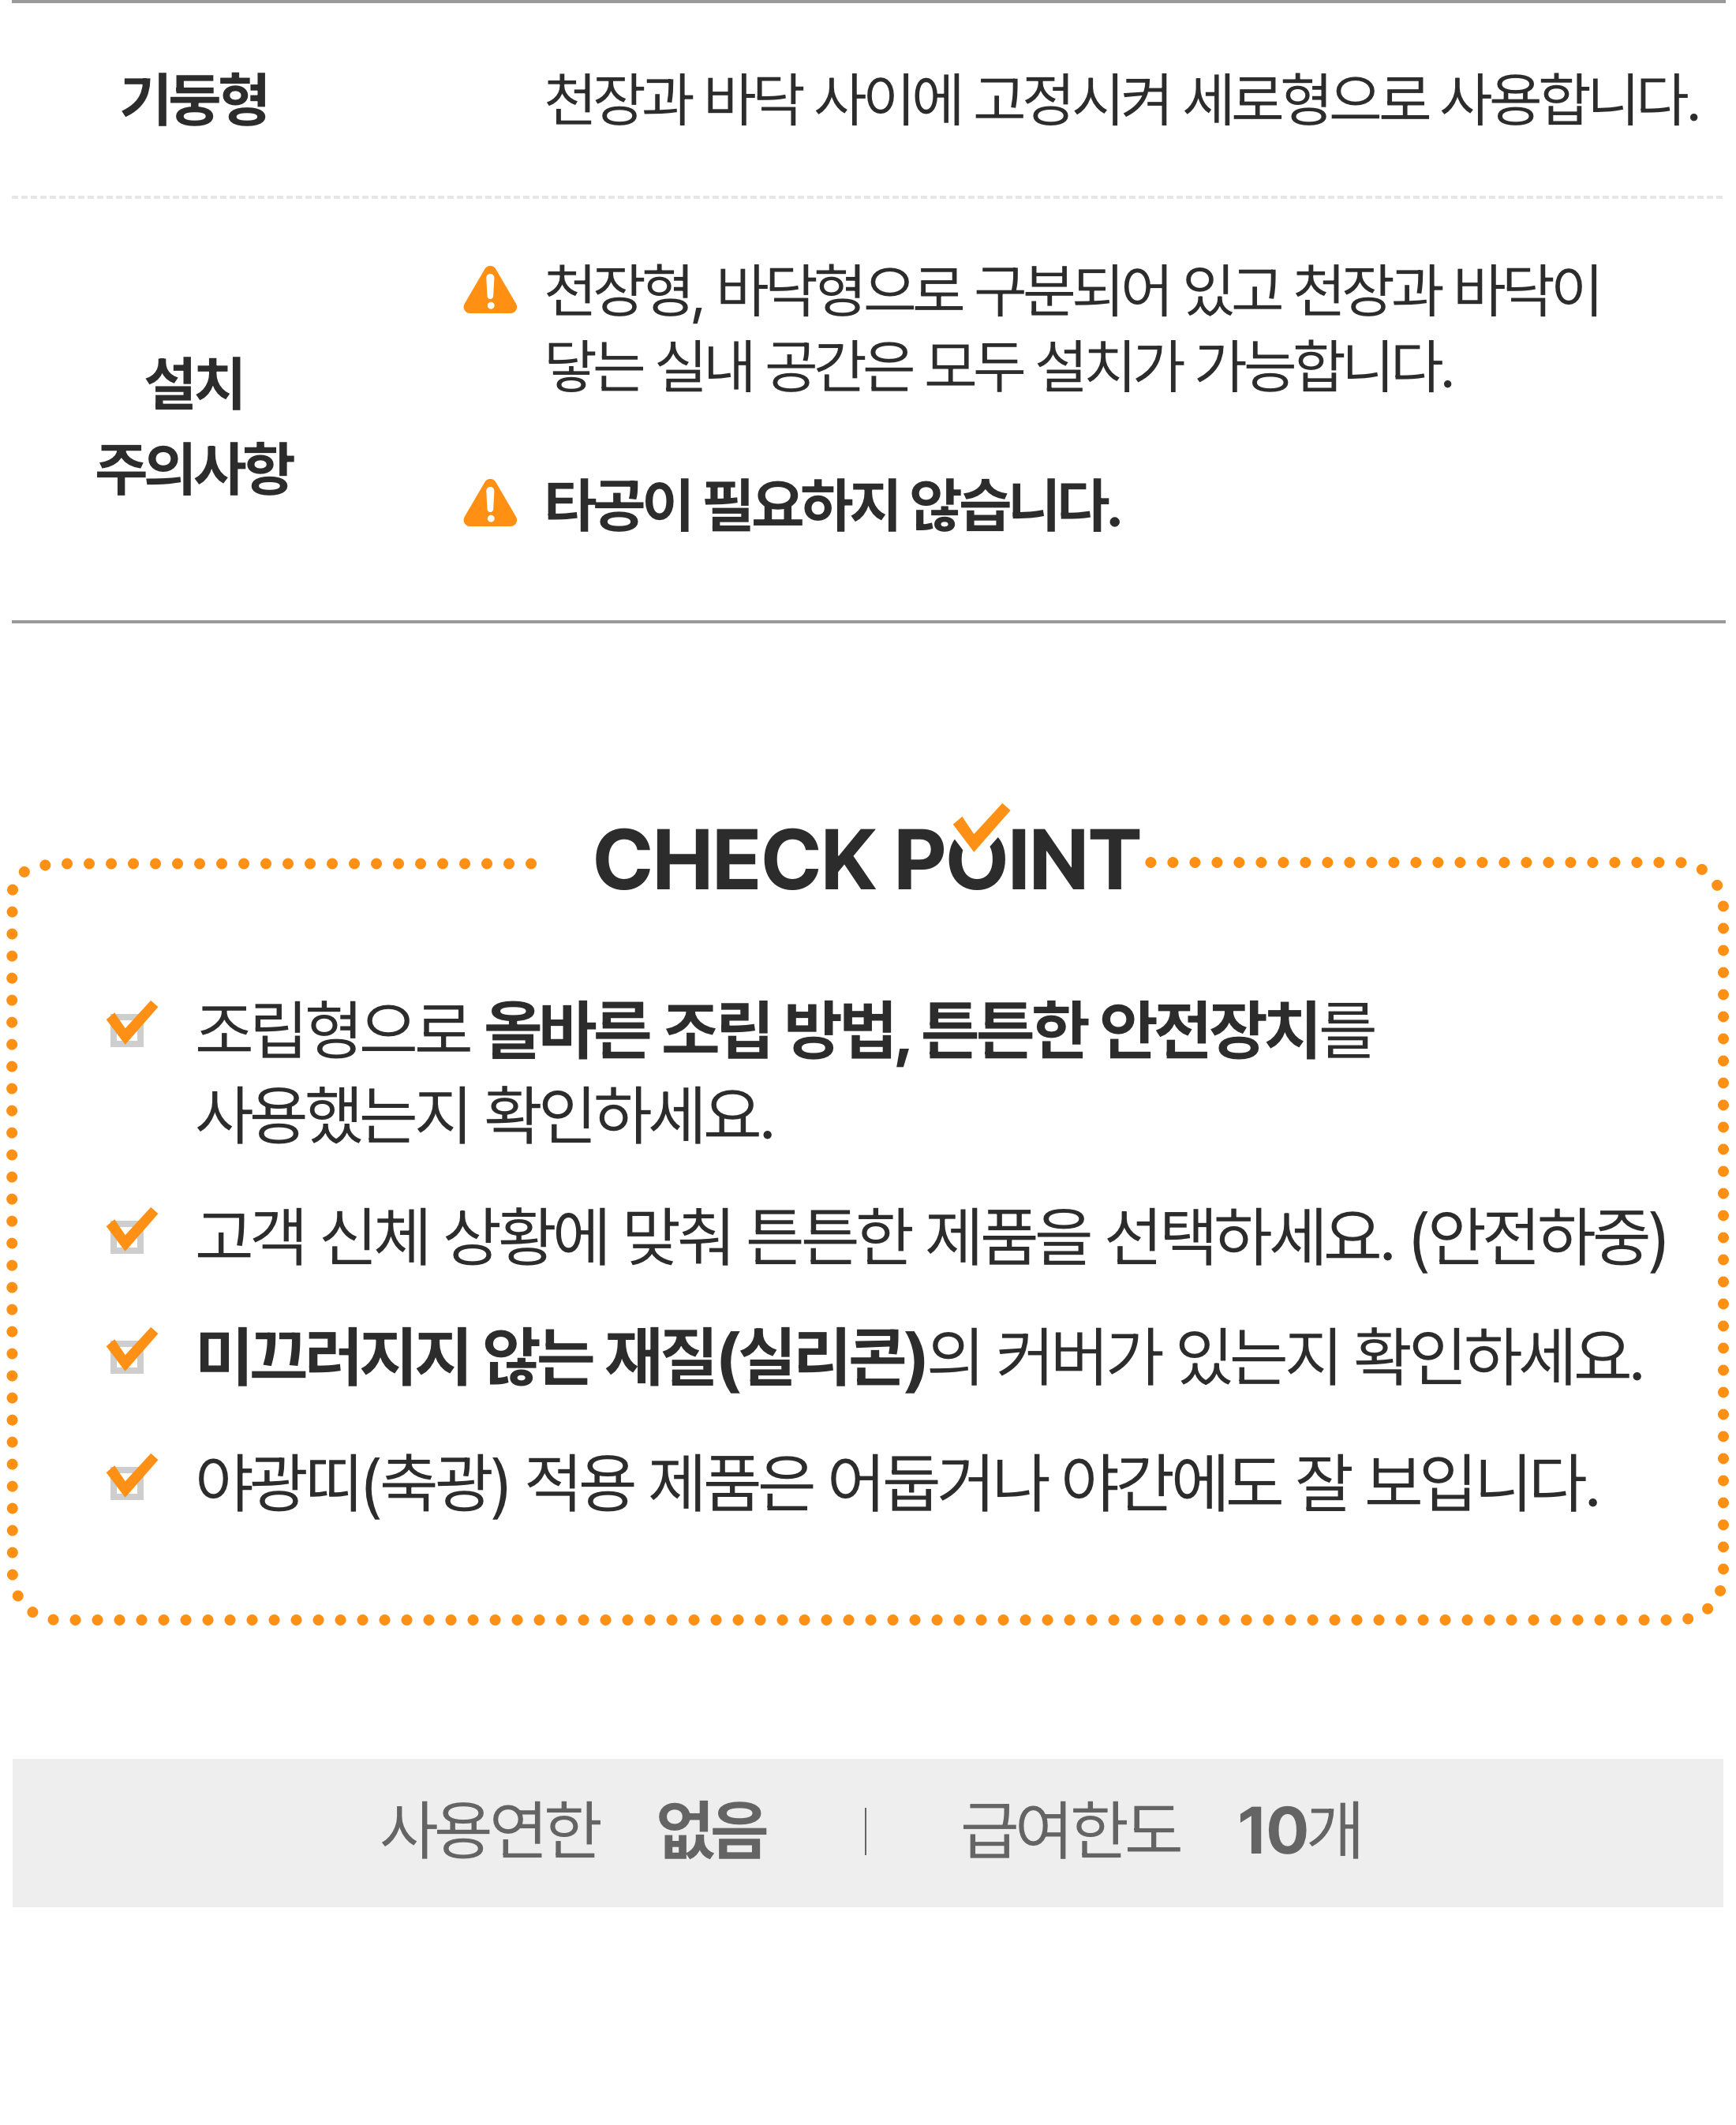 기둥형
천장과 바닥 사이에 고정시켜 세로형으로 사용합니다.
설치
주의사항
천장형, 바닥형으로 구분되어 있고 천장과 바닥이
닿는 실내 공간은 모두 설치가 가능합니다.
타공이 필요하지 않습니다.
CHECK POINT
조립형으로 올바른 조립 방법, 튼튼한 안전장치를
사용했는지 확인하세요.
고객 신체 상황에 맞춰 튼튼한 제품을 선택하세요. (안전하중)
미끄러지지 않는 재질(실리콘)의 커버가 있는지 확인하세요.
야광띠(축광) 적용 제품은 어둡거나 야간에도 잘 보입니다.
사용연한 없음 | 급여한도 10개